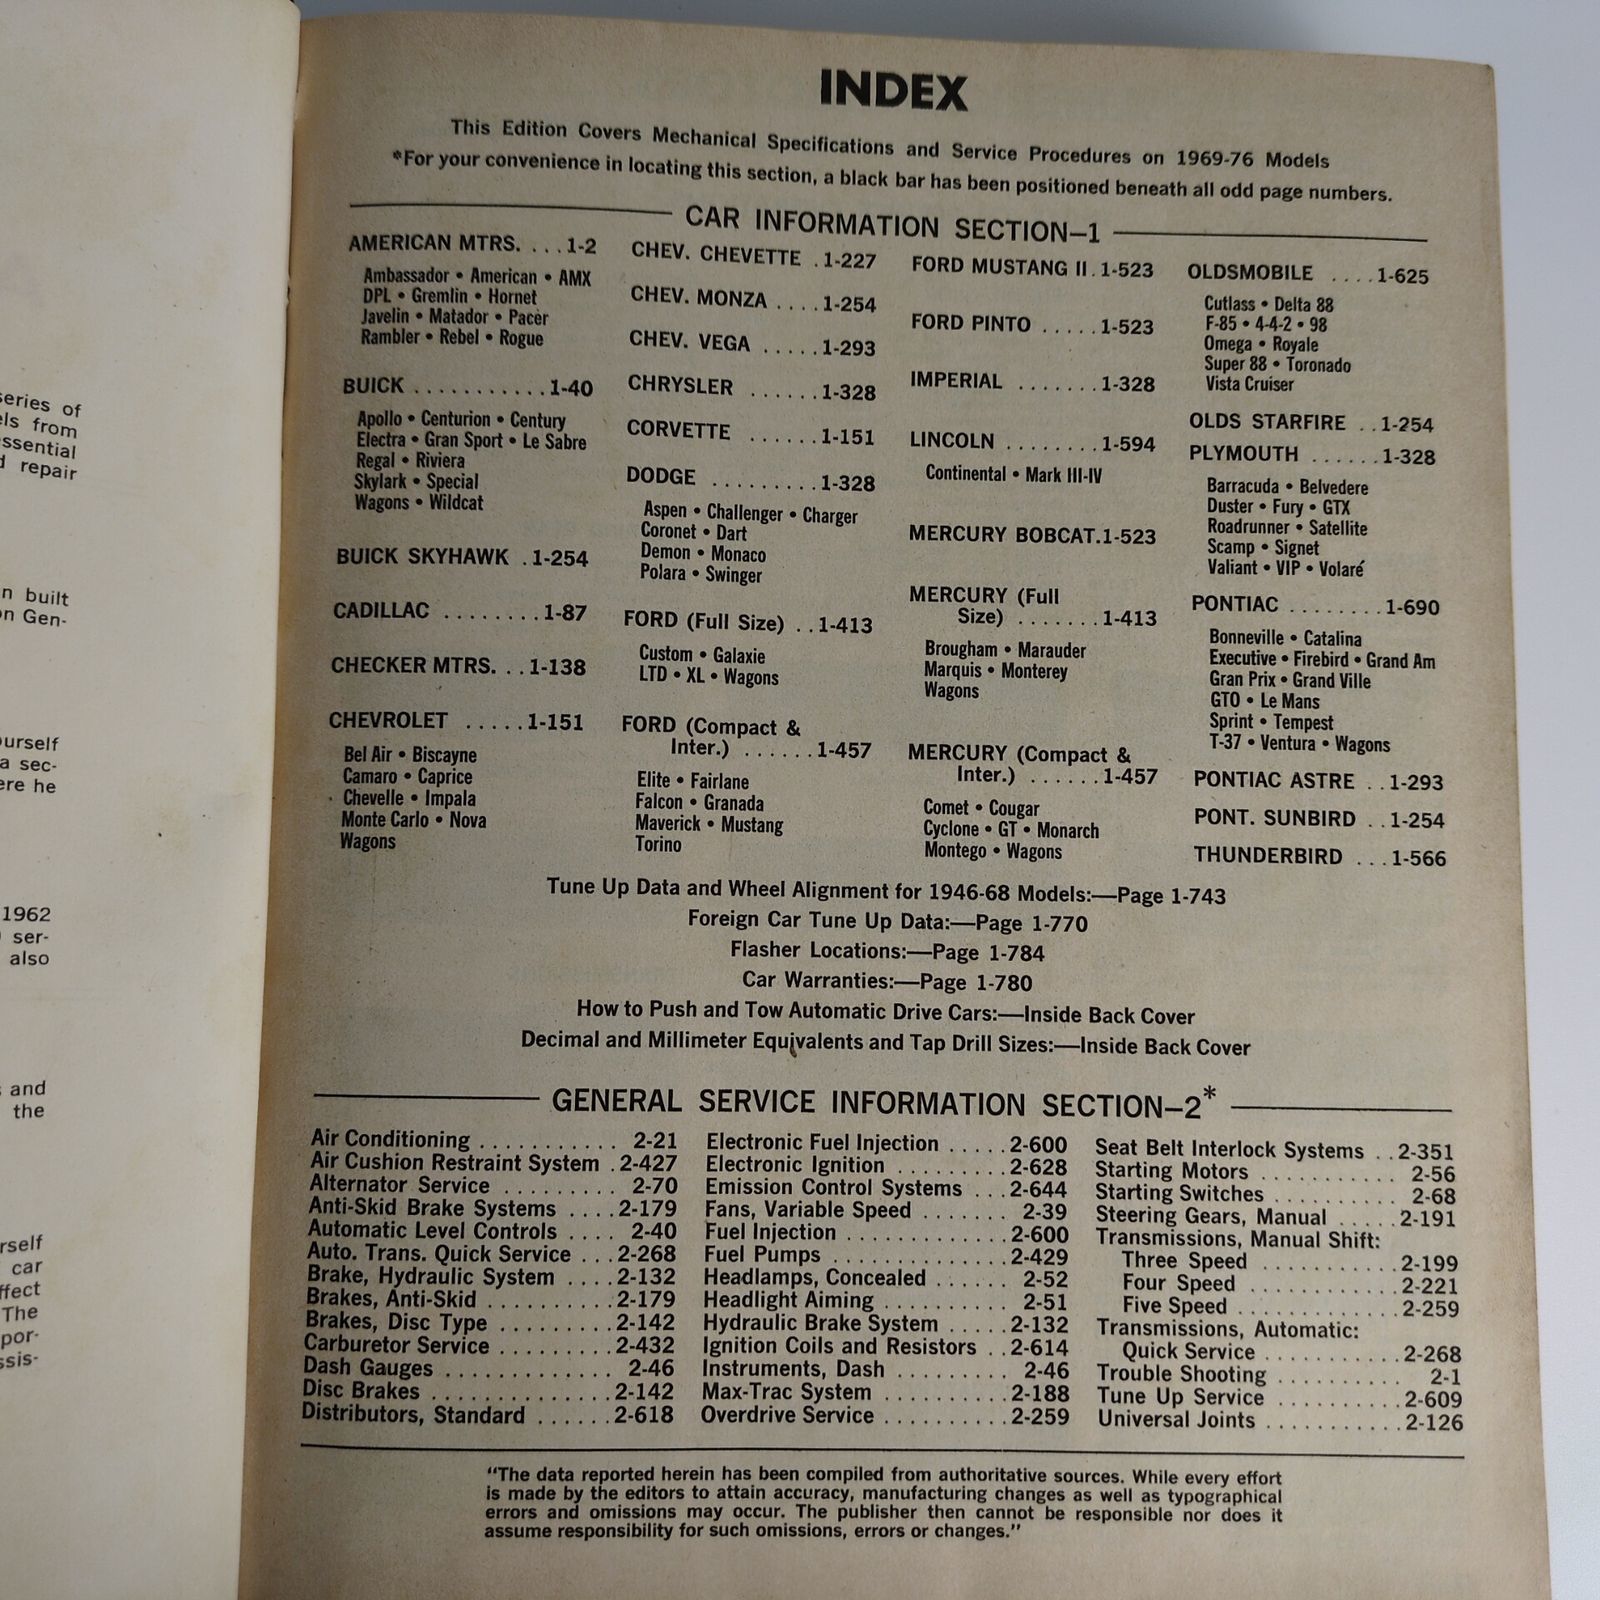 series of
els from
essential
d repair
n built
on Gen-
ourself
a sec-
ere he
1962
ser-
also
and
the
rself
car
ffect
The
por-
ssis-
INDEX
This Edition Covers Mechanical Specifications and Service Procedures on 1969-76 Models
*For your convenience in locating this section, a black bar has been positioned beneath all odd page numbers.
CAR INFORMATION SECTION—1
AMERICAN MTRS. . . . 1-2
Ambassador • American • AMX
DPL • Gremlin • Hornet
Javelin • Matador • Pacer
Rambler • Rebel • Rogue
BUICK . . . . . . . . . . . 1-40
Apollo • Centurion • Century
Electra • Gran Sport • Le Sabre
Regal • Riviera
Skylark • Special
Wagons • Wildcat
BUICK SKYHAWK . 1-254
CADILLAC . . . . . . . . 1-87
CHECKER MTRS. . . 1-138
CHEVROLET . . . . . 1-151
Bel Air • Biscayne
Camaro • Caprice
Chevelle • Impala
Monte Carlo • Nova
Wagons
CHEV. CHEVETTE . 1-227
CHEV. MONZA . . . . 1-254
CHEV. VEGA . . . . . 1-293
CHRYSLER . . . . . . 1-328
CORVETTE . . . . . . 1-151
DODGE . . . . . . . . . 1-328
Aspen • Challenger • Charger
Coronet • Dart
Demon • Monaco
Polara • Swinger
FORD (Full Size) . . 1-413
Custom • Galaxie
LTD • XL • Wagons
FORD (Compact &
Inter.) . . . . . . 1-457
Elite • Fairlane
Falcon • Granada
Maverick • Mustang
Torino
FORD MUSTANG II . 1-523
FORD PINTO . . . . . 1-523
IMPERIAL . . . . . . . 1-328
LINCOLN . . . . . . . . 1-594
Continental • Mark III-IV
MERCURY BOBCAT. 1-523
MERCURY (Full
Size) . . . . . . . 1-413
Brougham • Marauder
Marquis • Monterey
Wagons
MERCURY (Compact &
Inter.) . . . . . . 1-457
Comet • Cougar
Cyclone • GT • Monarch
Montego • Wagons
OLDSMOBILE . . . . 1-625
Cutlass • Delta 88
F-85 • 4-4-2 • 98
Omega • Royale
Super 88 • Toronado
Vista Cruiser
OLDS STARFIRE . . 1-254
PLYMOUTH . . . . . . 1-328
Barracuda • Belvedere
Duster • Fury • GTX
Roadrunner • Satellite
Scamp • Signet
Valiant • VIP • Volaré
PONTIAC . . . . . . . . 1-690
Bonneville • Catalina
Executive • Firebird • Grand Am
Gran Prix • Grand Ville
GTO • Le Mans
Sprint • Tempest
T-37 • Ventura • Wagons
PONTIAC ASTRE . . 1-293
PONT. SUNBIRD . . 1-254
THUNDERBIRD . . . 1-566
Tune Up Data and Wheel Alignment for 1946-68 Models:—Page 1-743
Foreign Car Tune Up Data:—Page 1-770
Flasher Locations:—Page 1-784
Car Warranties:—Page 1-780
How to Push and Tow Automatic Drive Cars:—Inside Back Cover
Decimal and Millimeter Equivalents and Tap Drill Sizes:—Inside Back Cover
GENERAL SERVICE INFORMATION SECTION—2*
Air Conditioning . . . . . . . . . . . 2-21
Air Cushion Restraint System . 2-427
Alternator Service . . . . . . . . . 2-70
Anti-Skid Brake Systems . . . . 2-179
Automatic Level Controls . . . . 2-40
Auto. Trans. Quick Service . . . 2-268
Brake, Hydraulic System . . . . 2-132
Brakes, Anti-Skid . . . . . . . . . . 2-179
Brakes, Disc Type . . . . . . . . . 2-142
Carburetor Service . . . . . . . . . 2-432
Dash Gauges . . . . . . . . . . . . . 2-46
Disc Brakes . . . . . . . . . . . . . . 2-142
Distributors, Standard . . . . . . 2-618
Electronic Fuel Injection . . . . . 2-600
Electronic Ignition . . . . . . . . . 2-628
Emission Control Systems . . . 2-644
Fans, Variable Speed . . . . . . . 2-39
Fuel Injection . . . . . . . . . . . . 2-600
Fuel Pumps . . . . . . . . . . . . . . 2-429
Headlamps, Concealed . . . . . . 2-52
Headlight Aiming . . . . . . . . . . 2-51
Hydraulic Brake System . . . . . 2-132
Ignition Coils and Resistors . . 2-614
Instruments, Dash . . . . . . . . . 2-46
Max-Trac System . . . . . . . . . . 2-188
Overdrive Service . . . . . . . . . . 2-259
Seat Belt Interlock Systems . . 2-351
Starting Motors . . . . . . . . . . . 2-56
Starting Switches . . . . . . . . . . 2-68
Steering Gears, Manual . . . . . 2-191
Transmissions, Manual Shift:
Three Speed . . . . . . . . . . . 2-199
Four Speed . . . . . . . . . . . . 2-221
Five Speed . . . . . . . . . . . . 2-259
Transmissions, Automatic:
Quick Service . . . . . . . . . . . 2-268
Trouble Shooting . . . . . . . . . . 2-1
Tune Up Service . . . . . . . . . . 2-609
Universal Joints . . . . . . . . . . . 2-126
"The data reported herein has been compiled from authoritative sources. While every effort
is made by the editors to attain accuracy, manufacturing changes as well as typographical
errors and omissions may occur. The publisher then cannot be responsible nor does it
assume responsibility for such omissions, errors or changes."